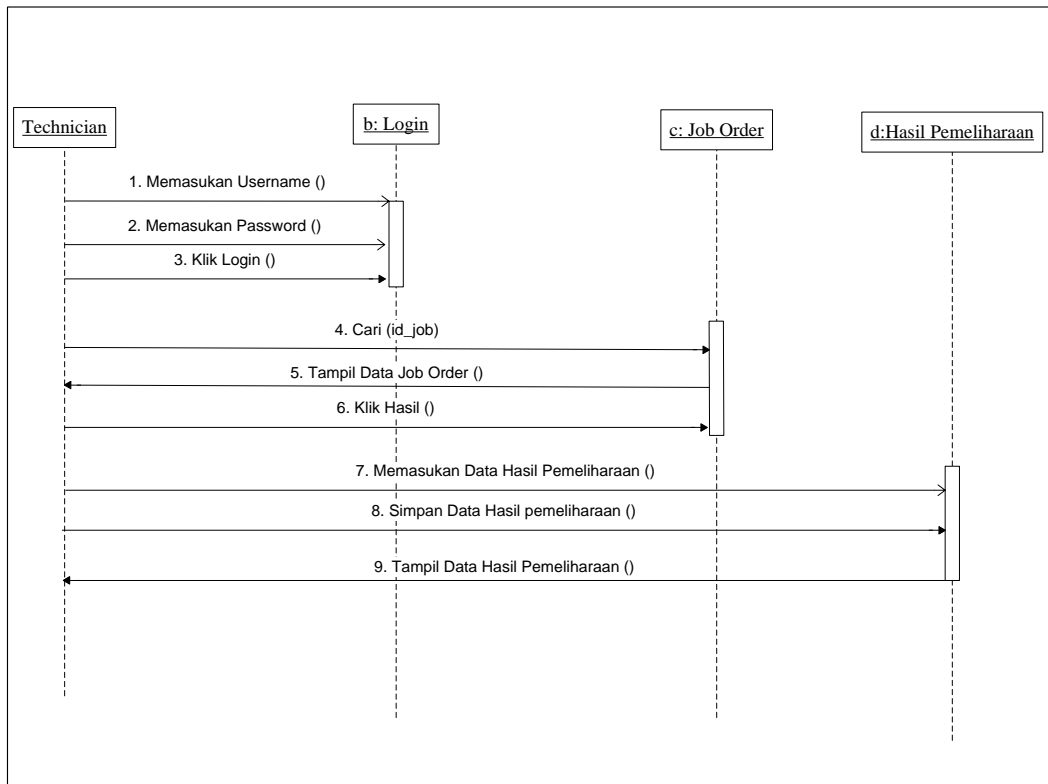 Technician
b: Login
c: Job Order
d:Hasil Pemeliharaan
1. Memasukan Username ()
2. Memasukan Password ()
3. Klik Login ()
4. Cari (id_job)
5. Tampil Data Job Order ()
6. Klik Hasil ()
7. Memasukan Data Hasil Pemeliharaan ()
8. Simpan Data Hasil pemeliharaan ()
9. Tampil Data Hasil Pemeliharaan ()